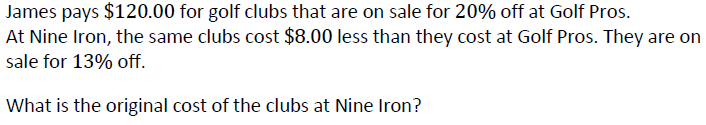 James pays $120.00 for golf clubs that are on sale for 20% off at Golf Pros.
At Nine Iron, the same clubs cost $8.00 less than they cost at Golf Pros. They are on
sale for 13% off.
What is the original cost of the clubs at Nine Iron?